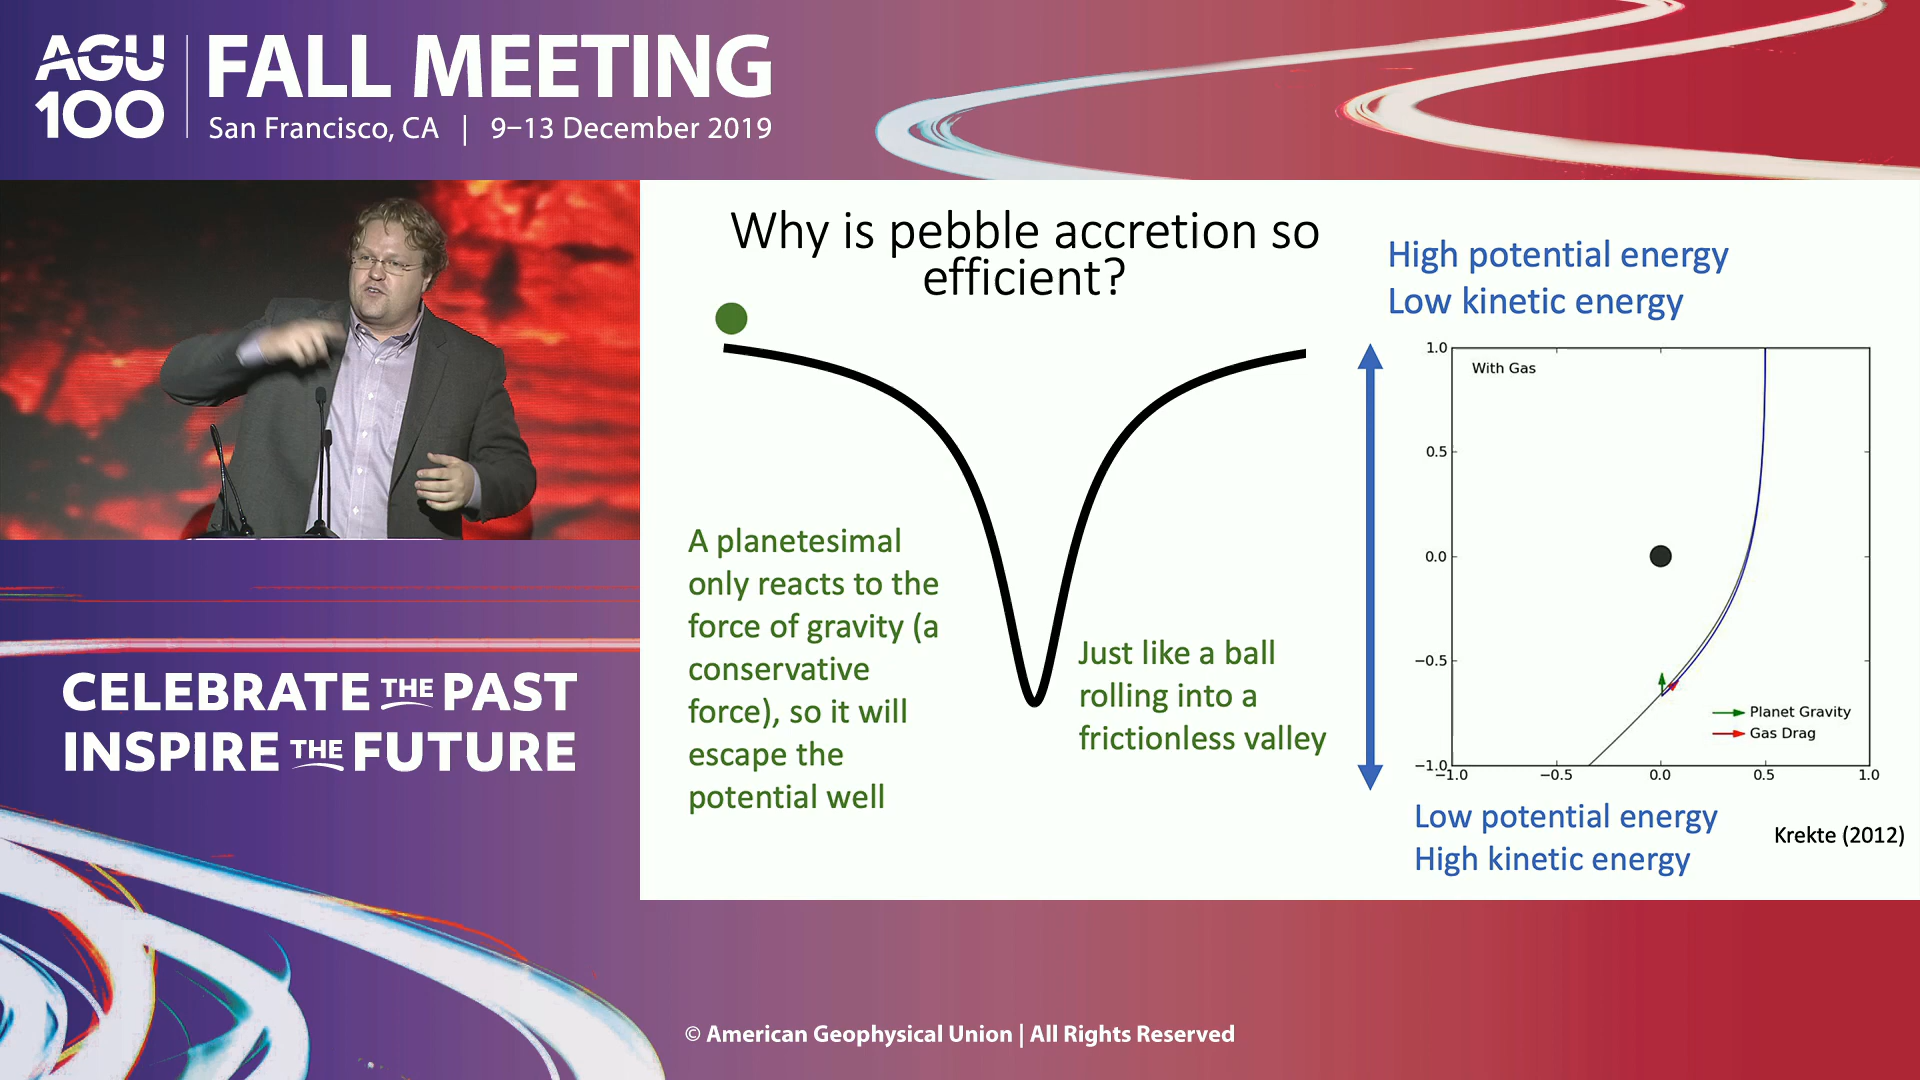 AGU
100
FALL MEETING
San Francisco, CA | 9–13 December 2019
Why is pebble accretion so
efficient?
High potential energy
Low kinetic energy
A planetesimal
only reacts to the
force of gravity (a
conservative
force), so it will
escape the
potential well
Just like a ball
rolling into a
frictionless valley
With Gas
1.0
0.5
0.0
−0.5
−1.0
−1.0
−0.5
0.0
0.5
1.0
Planet Gravity
Gas Drag
Low potential energy
High kinetic energy
Krekte (2012)
CELEBRATE THE PAST
INSPIRE THE FUTURE
© American Geophysical Union | All Rights Reserved